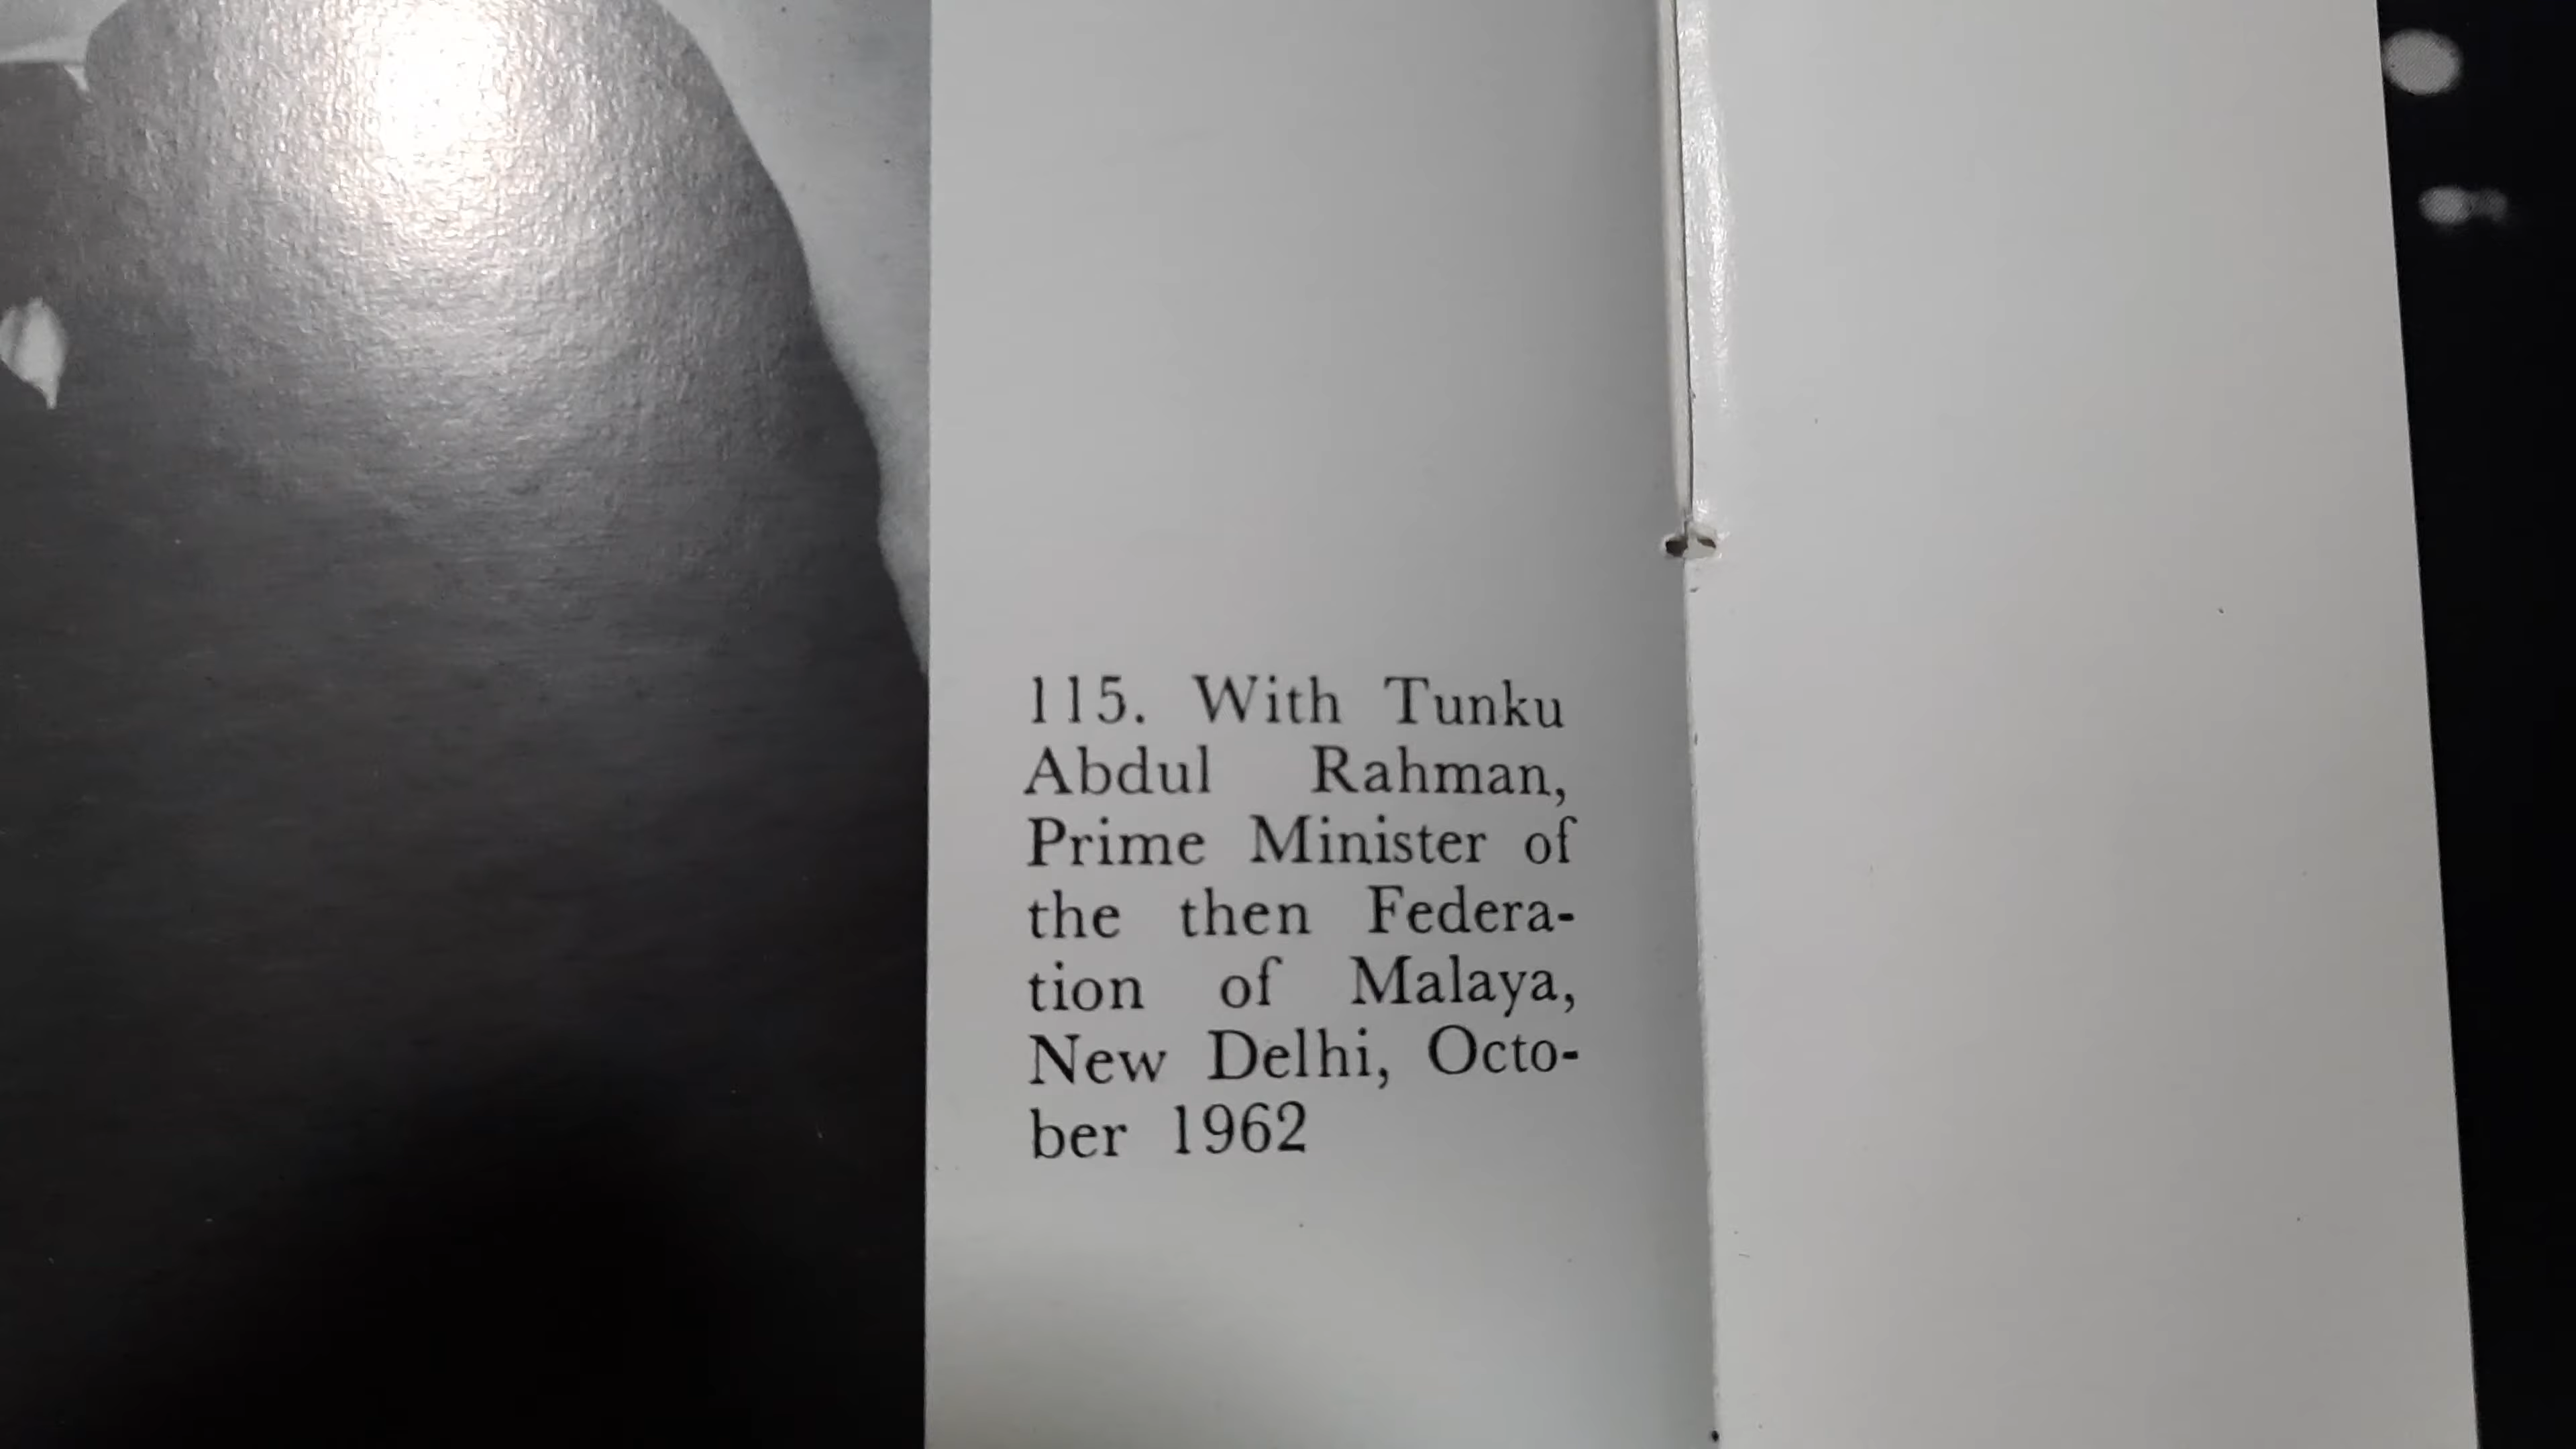 115. With Tunku
Abdul Rahman,
Prime Minister of
the then Federa-
tion of Malaya,
New Delhi, Octo-
ber 1962